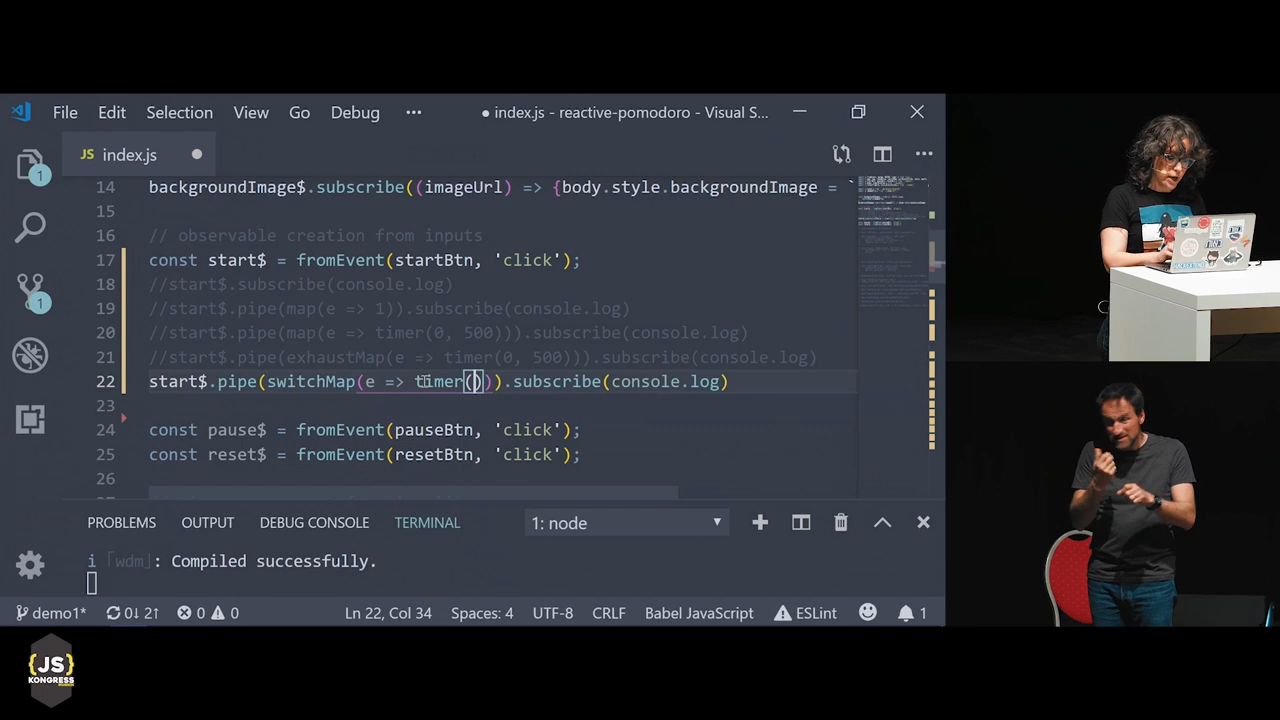 File Edit Selection View Go Debug ••• ● index.js - reactive-pomodoro - Visual S...
1
JS index.js
14 backgroundImage$.subscribe((imageUrl) => {body.style.backgroundImage = `
15
16 // observable creation from inputs
17 const start$ = fromEvent(startBtn, 'click');
18 //start$.subscribe(console.log)
19 //start$.pipe(map(e => 1)).subscribe(console.log)
20 //start$.pipe(map(e => timer(0, 500))).subscribe(console.log)
21 //start$.pipe(exhaustMap(e => timer(0, 500))).subscribe(console.log)
22 start$.pipe(switchMap(e => timer())).subscribe(console.log)
23
1
24 const pause$ = fromEvent(pauseBtn, 'click');
25 const reset$ = fromEvent(resetBtn, 'click');
26
PROBLEMS OUTPUT DEBUG CONSOLE TERMINAL 1: node
i 「wdm」: Compiled successfully.
demo1* 0↓ 2↑ 0 0 Ln 22, Col 34 Spaces: 4 UTF-8 CRLF Babel JavaScript ESLint 1
{JS}
KONGRESS